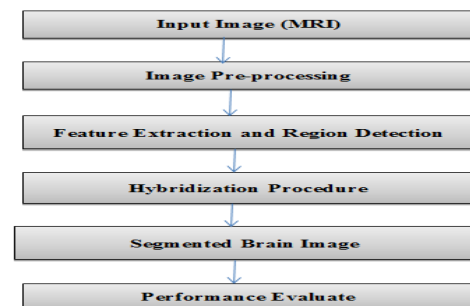 Input Image (MRI)
Image Pre-processing
Feature Extraction and Region Detection
Hybridization Procedure
Segmented Brain Image
Performance Evaluate